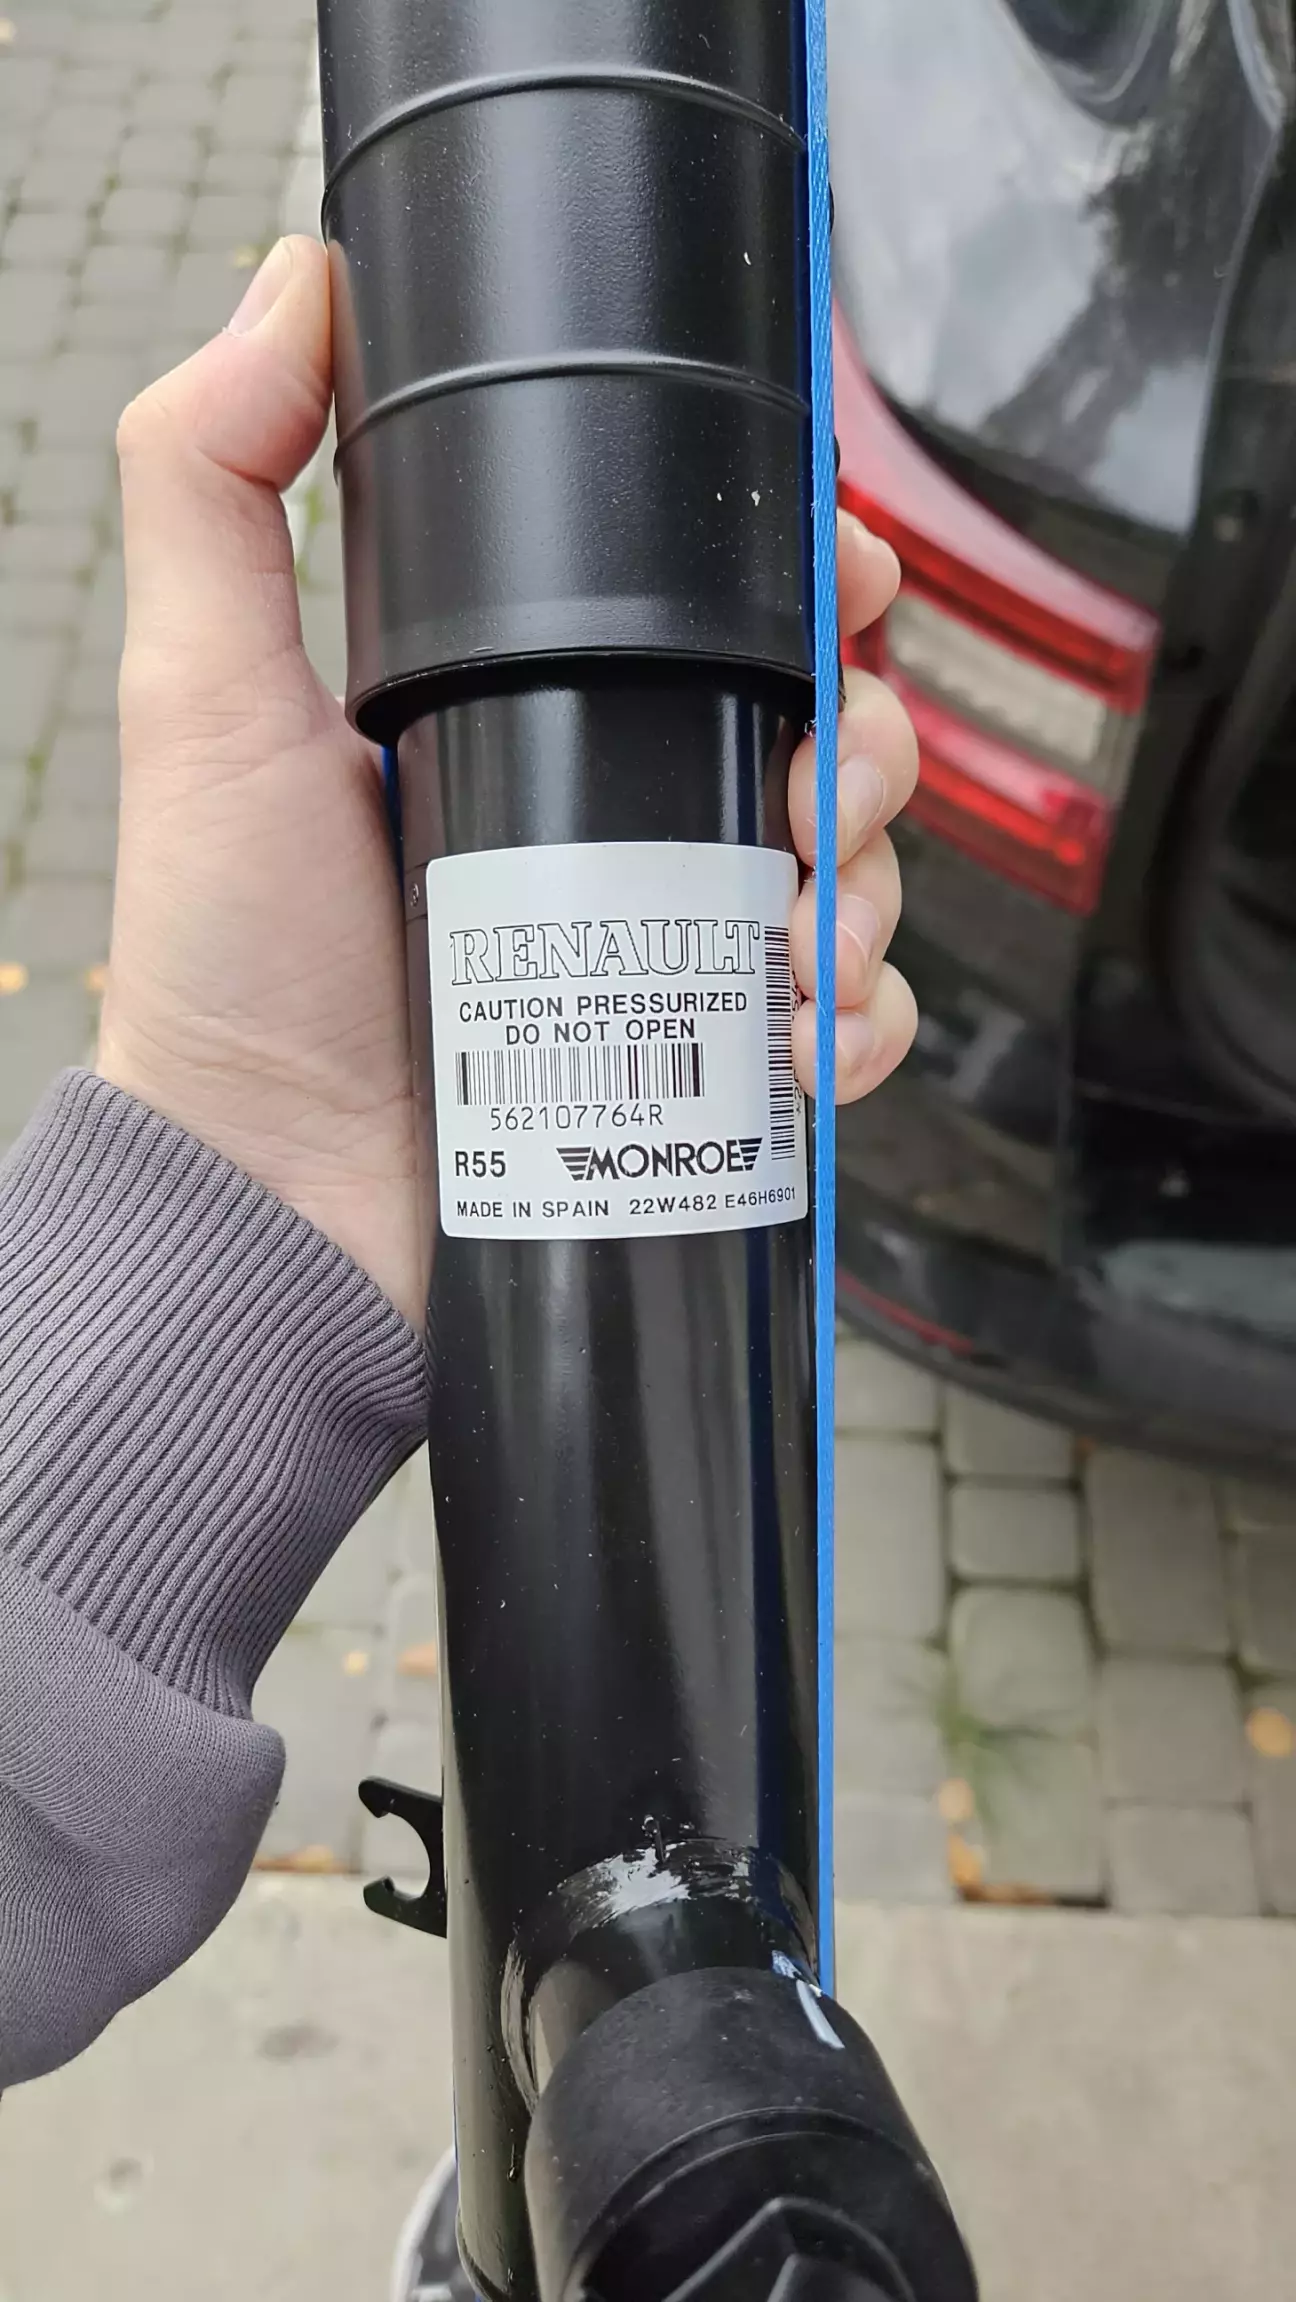 RENAULT
CAUTION PRESSURIZED
DO NOT OPEN
562107764R
R55 MONROE
MADE IN SPAIN 22W482 E46H6901